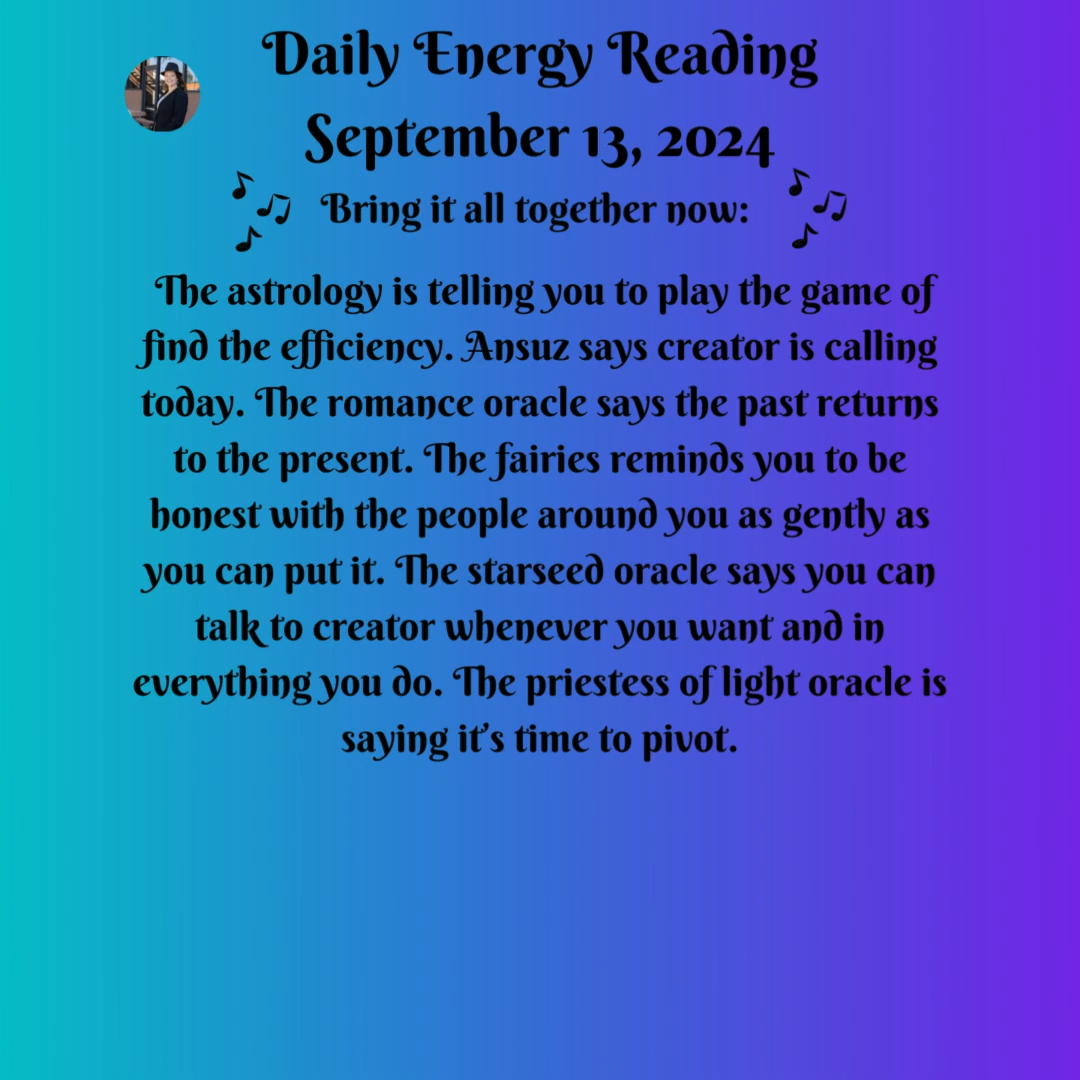 Daily Energy Reading
September 13, 2024
Bring it all together now:
The astrology is telling you to play the game of
find the efficiency. Ansuz says creator is calling
today. The romance oracle says the past returns
to the present. The fairies reminds you to be
honest with the people around you as gently as
you can put it. The starseed oracle says you can
talk to creator whenever you want and in
everything you do. The priestess of light oracle is
saying it's time to pivot.